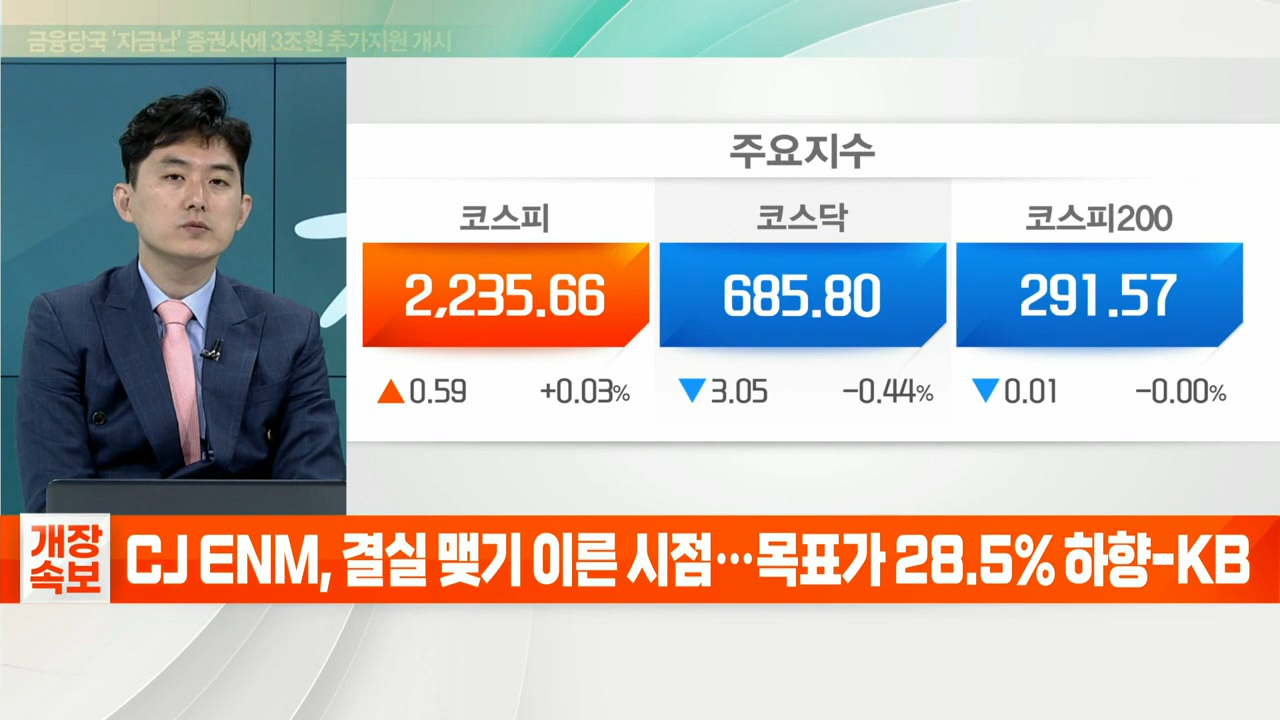 금융당국 '자금난' 증권사에 3조원 추가지원 개시
주요지수
코스피
2,235.66
▲0.59 +0.03%
코스닥
685.80
▼3.05 -0.44%
코스피200
291.57
▼0.01 -0.00%
개장
속보
CJ ENM, 결실 맺기 이른 시점…목표가 28.5% 하향-KB